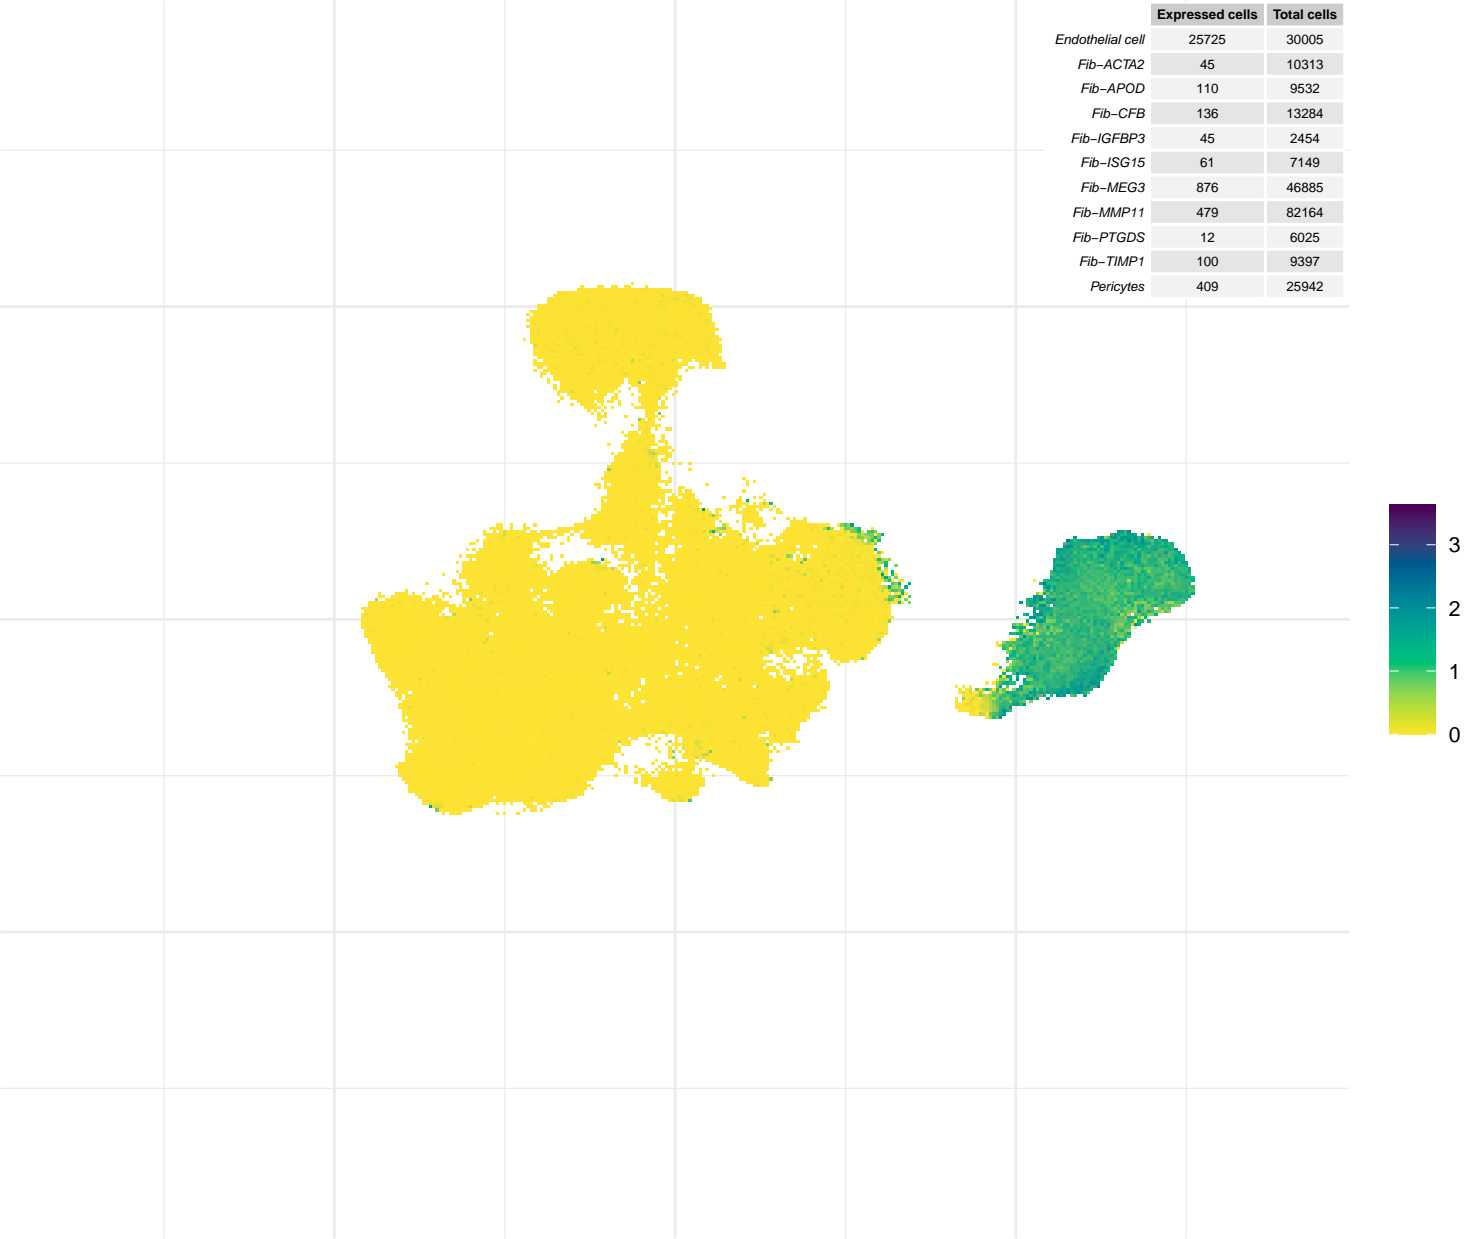 Expressed cells Total cells
Endothelial cell 25725 30005
Fib−ACTA2 45 10313
Fib−APOD 110 9532
Fib−CFB 136 13284
Fib−IGFBP3 45 2454
Fib−ISG15 61 7149
Fib−MEG3 876 46885
Fib−MMP11 479 82164
Fib−PTGDS 12 6025
Fib−TIMP1 100 9397
Pericytes 409 25942
3
2
1
0